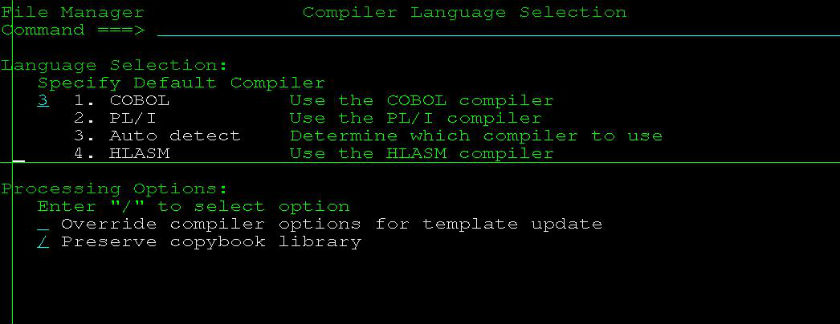 File Manager Compiler Language Selection
Command ===>
Language Selection:
Specify Default Compiler
3 1. COBOL Use the COBOL compiler
2. PL/I Use the PL/I compiler
3. Auto detect Determine which compiler to use
4. HLASM Use the HLASM compiler
Processing Options:
Enter "/" to select option
_ Override compiler options for template update
/ Preserve copybook library